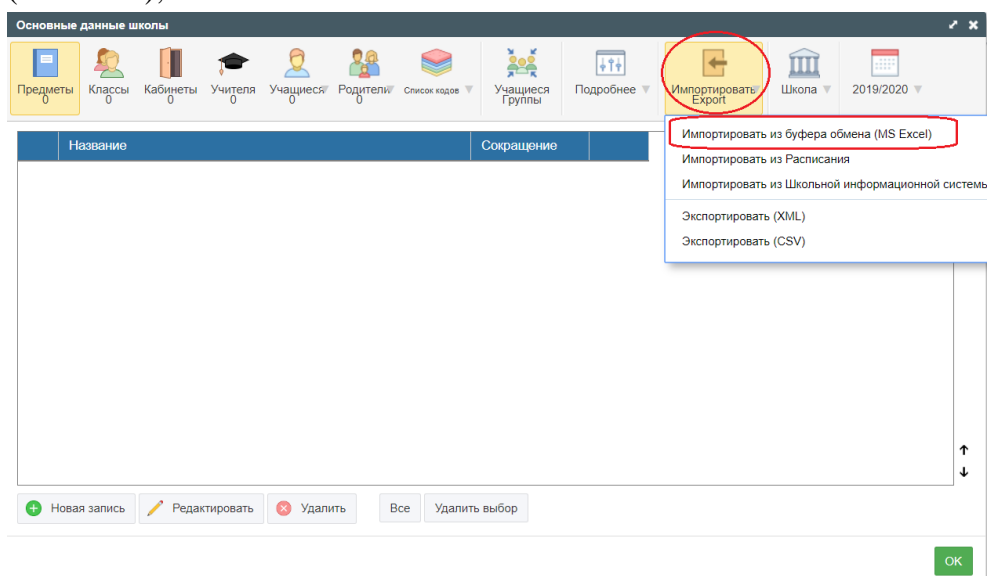 Основные данные школы
Предметы 0
Классы 0
Кабинеты 0
Учителя 0
Учащиеся 0
Родители 0
Список кодов
Учащиеся Группы
Подробнее
Импортировать Export
Школа
2019/2020
Импортировать из буфера обмена (MS Excel)
Импортировать из Расписания
Импортировать из Школьной информационной системы
Экспортировать (XML)
Экспортировать (CSV)
Название
Сокращение
Новая запись
Редактировать
Удалить
Все
Удалить выбор
OK